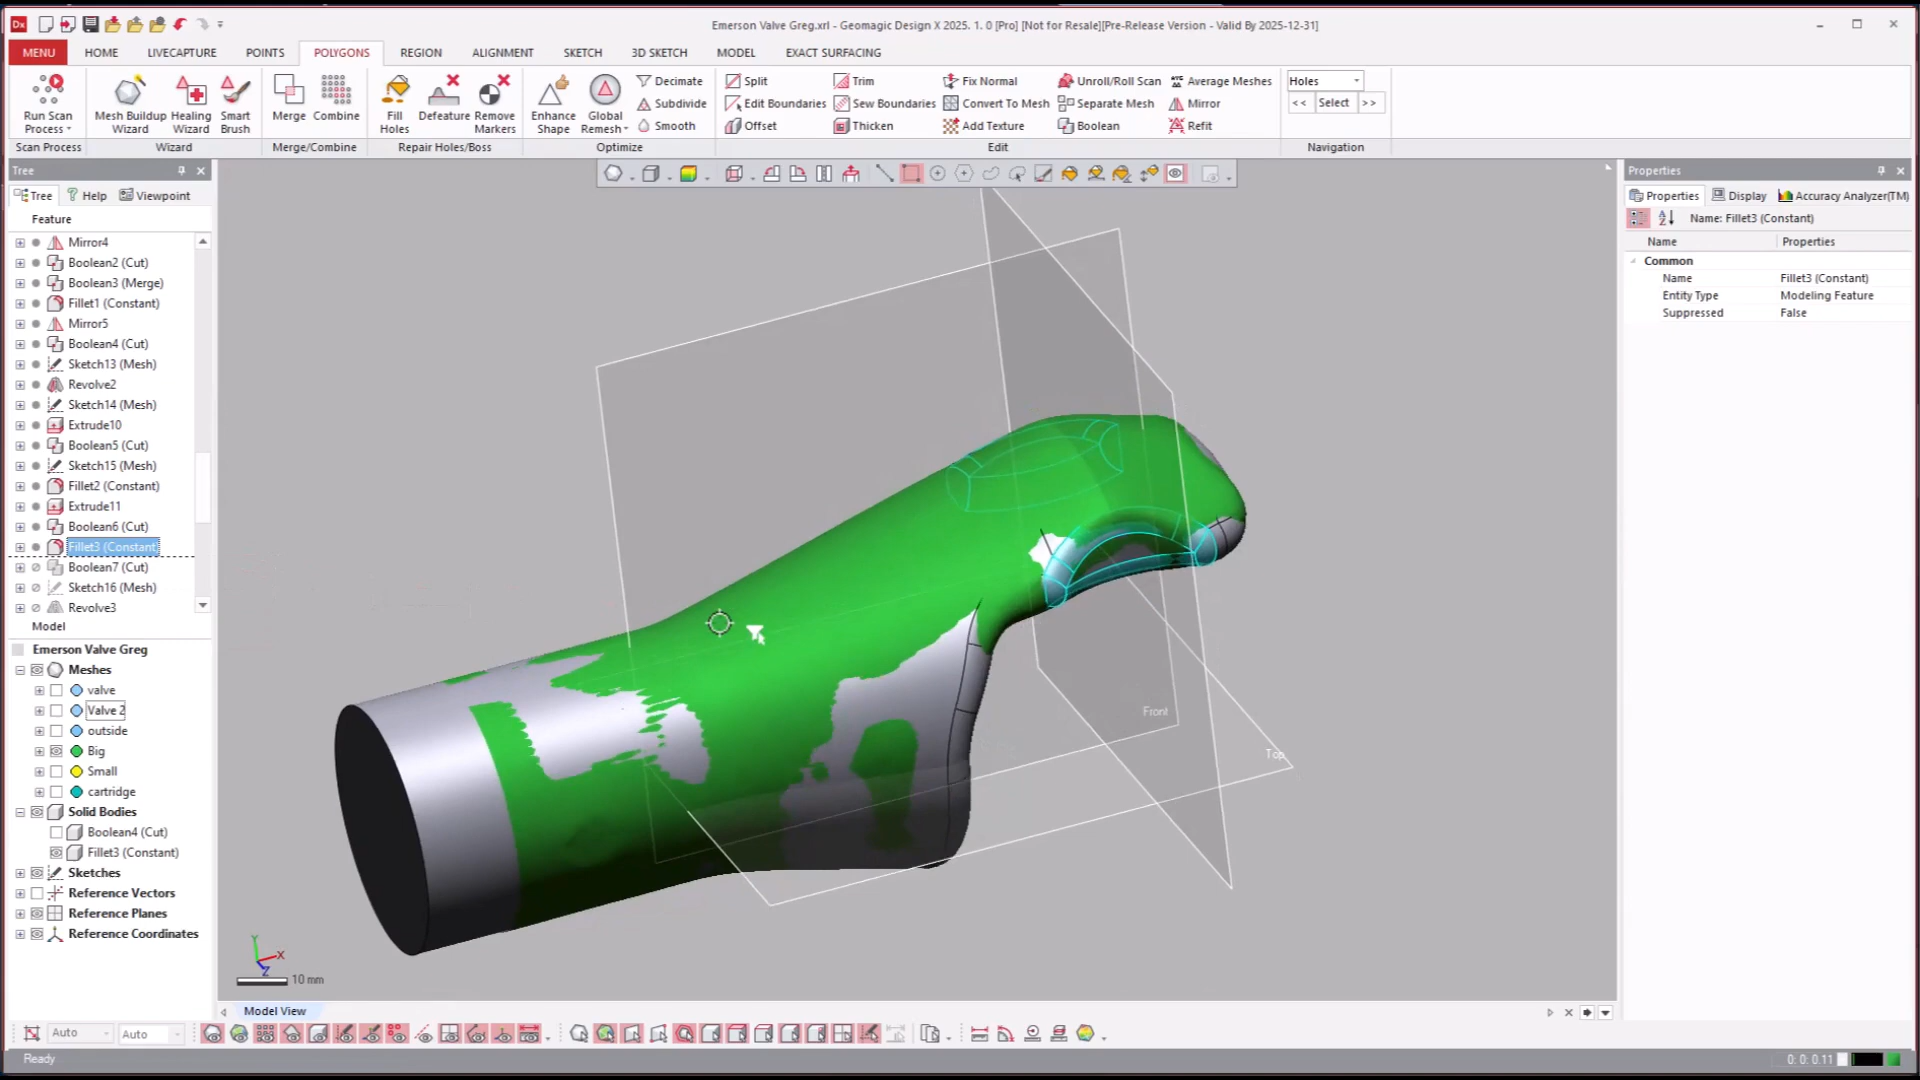 Emerson Valve Greg.xrl - Geomagic Design X 2025. 1. 0 [Pro] [Not for Resale][Pre-Release Version - Valid By 2025-12-31]
MENU HOME LIVECAPTURE POINTS POLYGONS REGION ALIGNMENT SKETCH 3D SKETCH MODEL EXACT SURFACING
Run Scan Process
Mesh Buildup Wizard
Healing Wizard
Smart Brush
Merge
Combine
Fill Holes
Defeature
Remove Markers
Enhance Shape
Global Remesh
Decimate
Subdivide
Smooth
Split
Edit Boundaries
Offset
Trim
Sew Boundaries
Thicken
Fix Normal
Convert To Mesh
Add Texture
Unroll/Roll Scan
Separate Mesh
Boolean
Average Meshes
Mirror
Refit
Holes
<< Select >>
Scan Process Wizard Merge/Combine Repair Holes/Boss Optimize Edit Navigation
Tree
Tree Help Viewpoint
Feature
Mirror4
Boolean2 (Cut)
Boolean3 (Merge)
Fillet1 (Constant)
Mirror5
Boolean4 (Cut)
Sketch13 (Mesh)
Revolve2
Sketch14 (Mesh)
Extrude10
Boolean5 (Cut)
Sketch15 (Mesh)
Fillet2 (Constant)
Extrude11
Boolean6 (Cut)
Fillet3 (Constant)
Boolean7 (Cut)
Sketch16 (Mesh)
Revolve3
Model
Emerson Valve Greg
Meshes
valve
Valve 2
outside
Big
Small
cartridge
Solid Bodies
Boolean4 (Cut)
Fillet3 (Constant)
Sketches
Reference Vectors
Reference Planes
Reference Coordinates
Front
Top
Y
X
Z
10 mm
Model View
Properties
Properties Display Accuracy Analyzer(TM)
Name: Fillet3 (Constant)
Name Properties
Common
Name Fillet3 (Constant)
Entity Type Modeling Feature
Suppressed False
Auto Auto
Ready
0: 0: 0.11